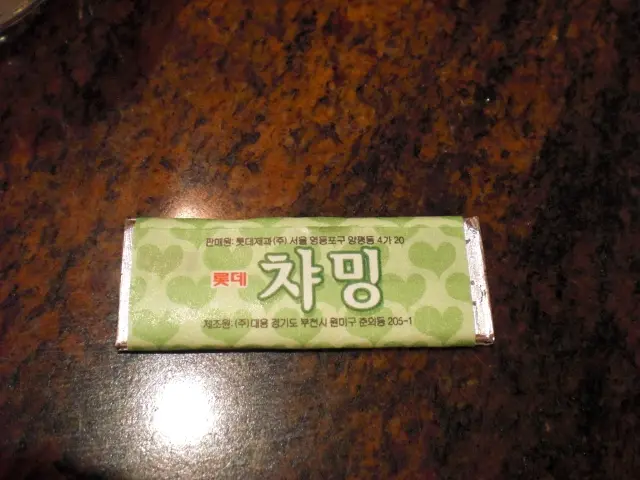 판매원: 롯데제과(주) 서울 영등포구 양평동 4가 20
롯데 챠밍
제조원: (주)대웅 경기도 부천시 원미구 춘의동 205-1